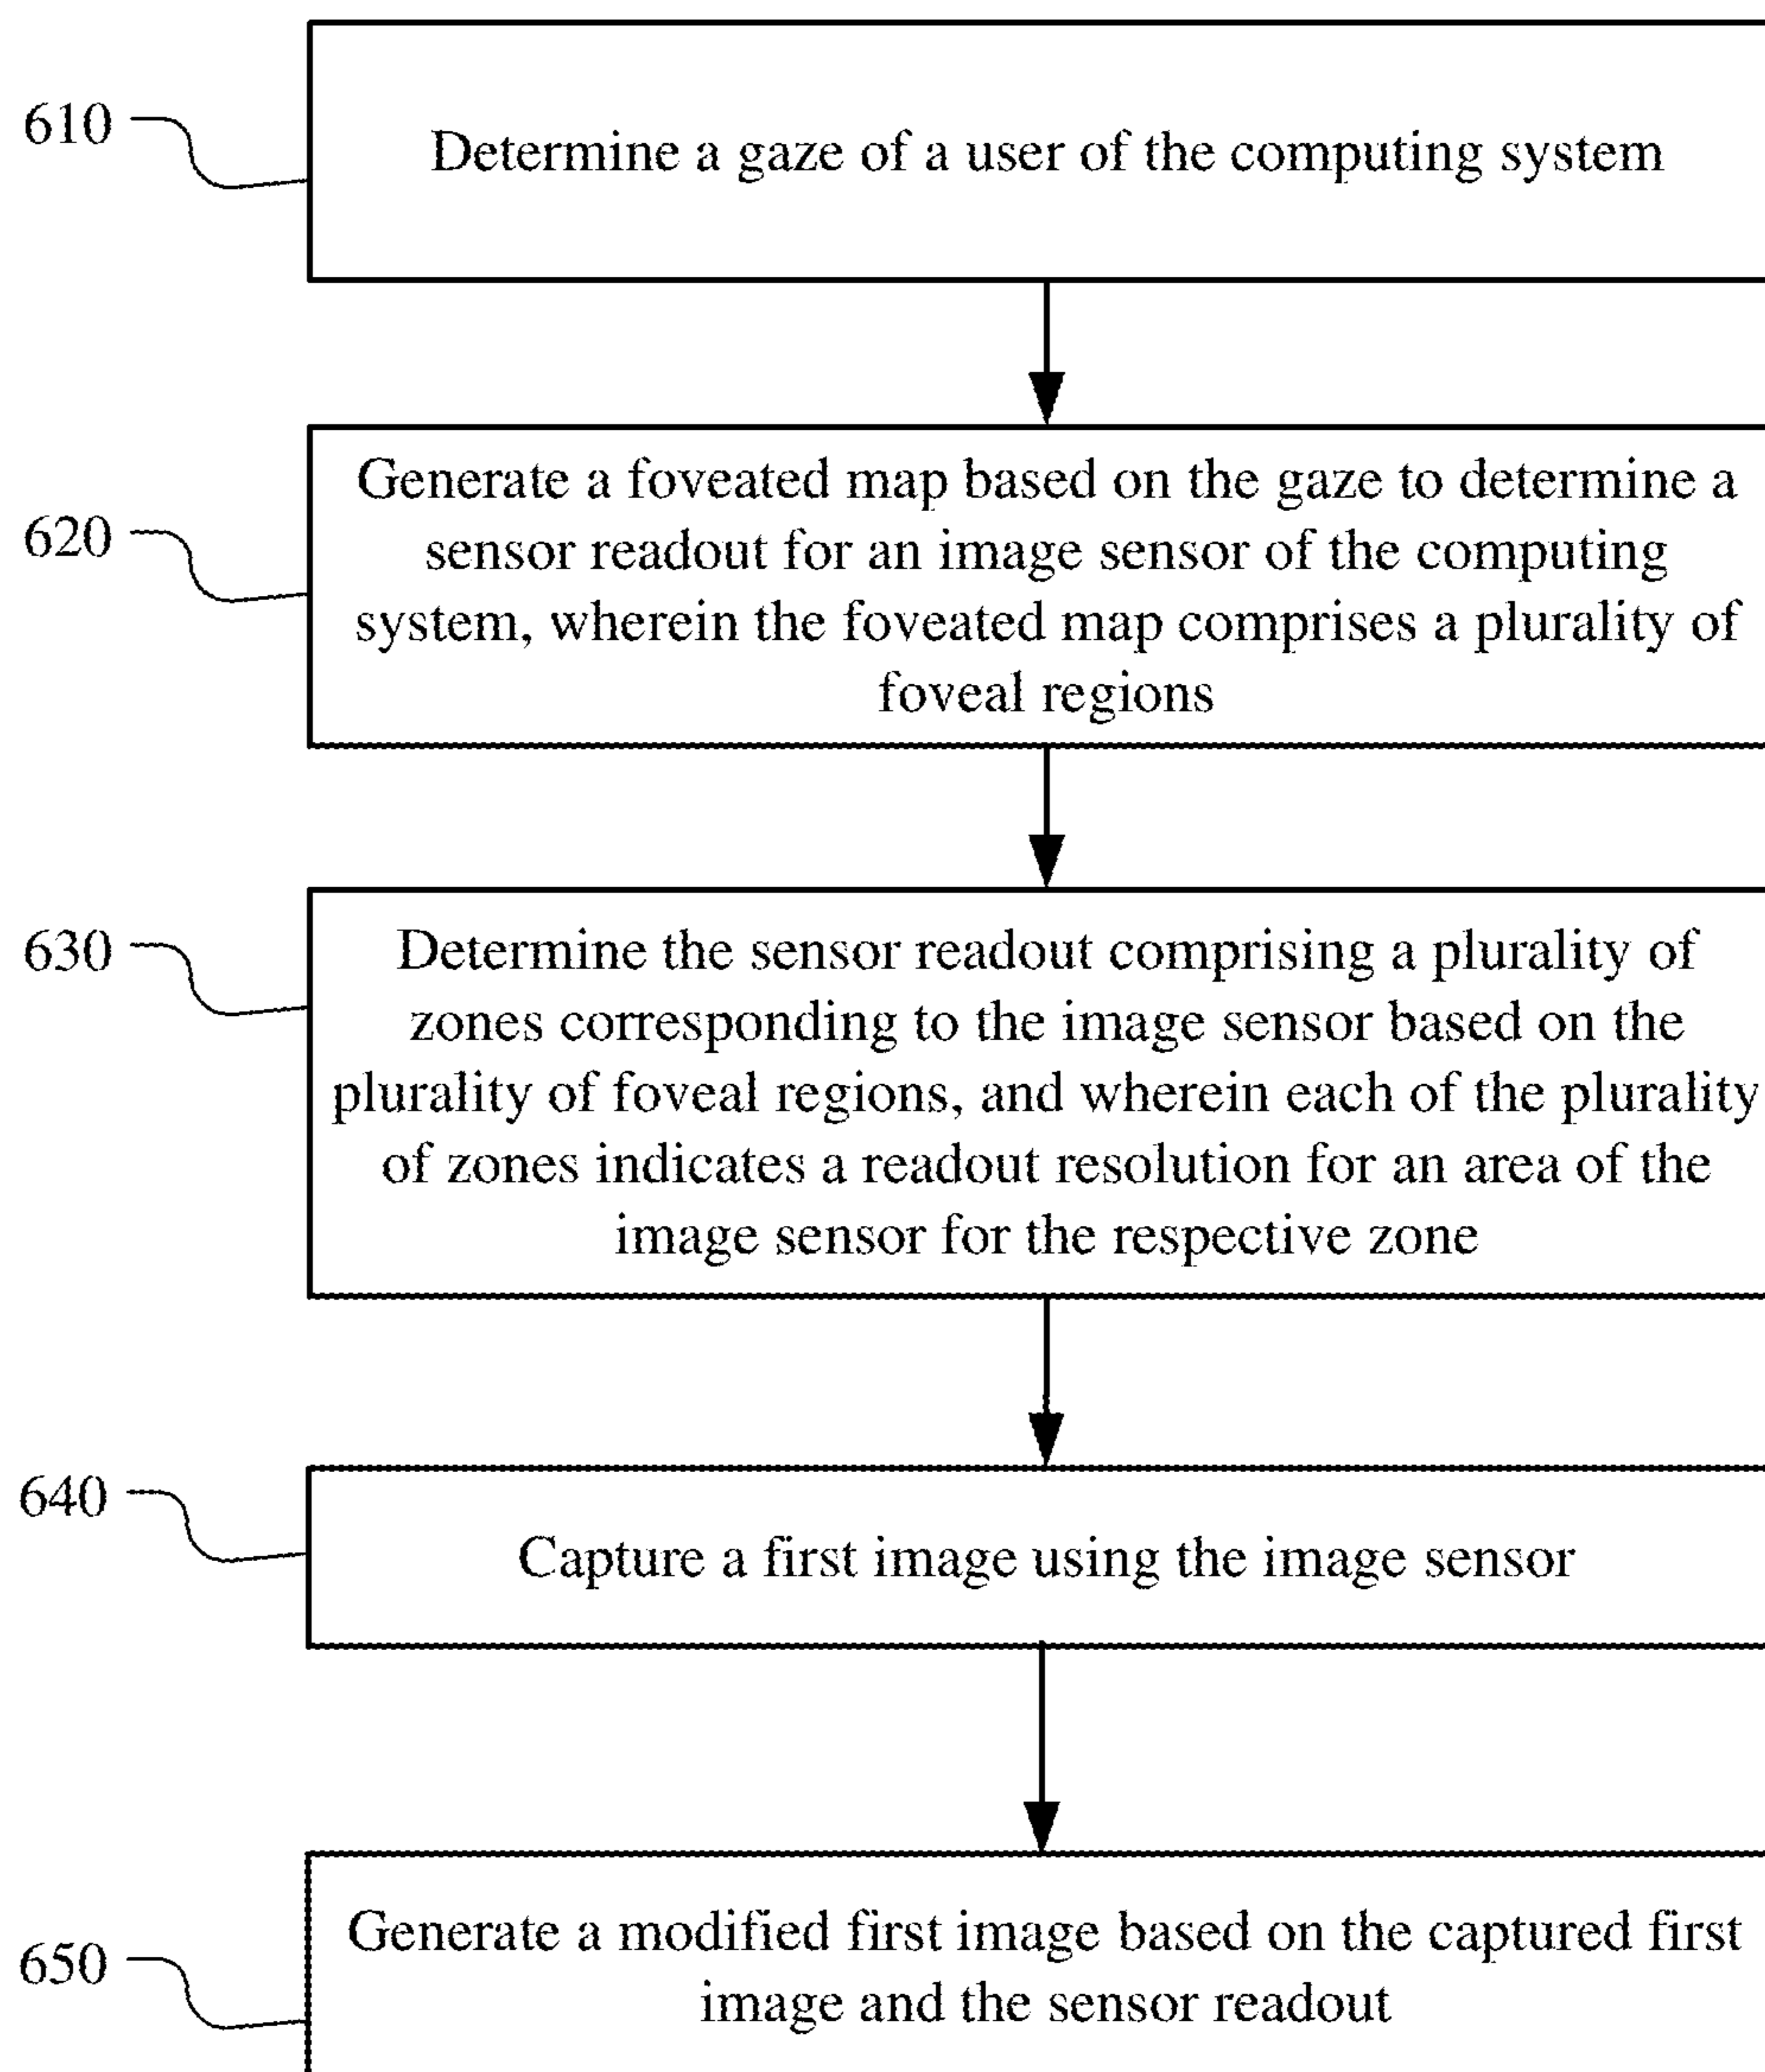 610
Determine a gaze of a user of the computing system
620
Generate a foveated map based on the gaze to determine a
sensor readout for an image sensor of the computing
system, wherein the foveated map comprises a plurality of
foveal regions
630
Determine the sensor readout comprising a plurality of
zones corresponding to the image sensor based on the
plurality of foveal regions, and wherein each of the plurality
of zones indicates a readout resolution for an area of the
image sensor for the respective zone
640
Capture a first image using the image sensor
650
Generate a modified first image based on the captured first
image and the sensor readout